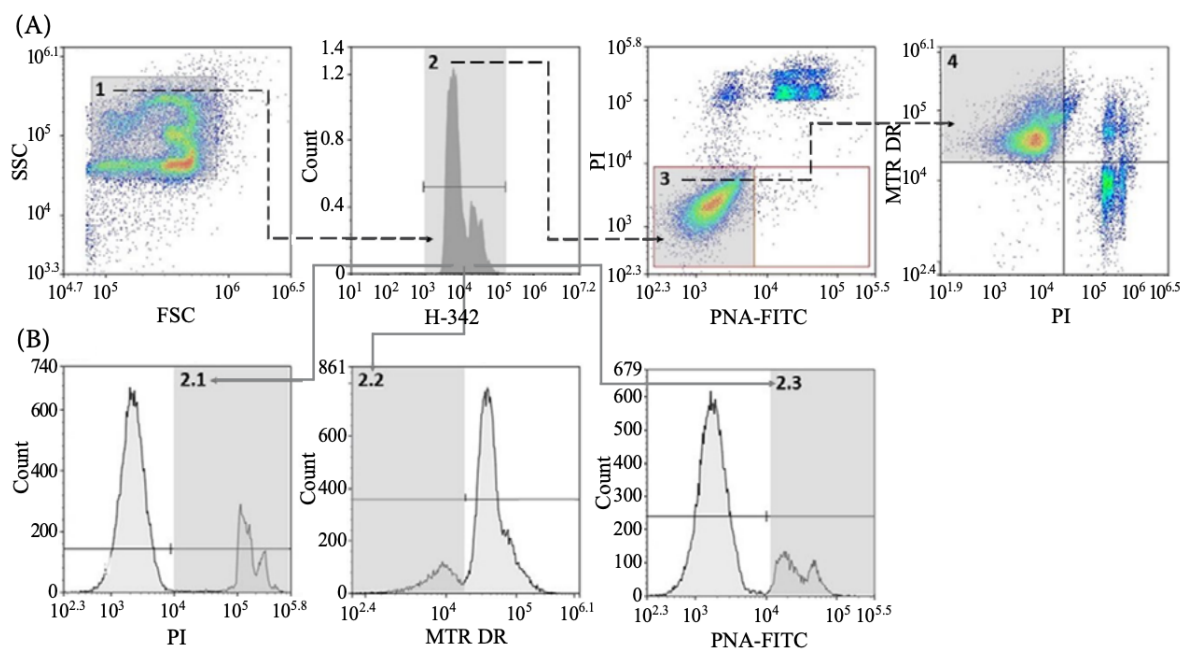 (A)
10^6.1
10^5
10^4
10^3.3
SSC
1
10^4.7 10^5 10^6 10^6.5
FSC
1.4
1.2
0.8
0.4
0
Count
2
10^1 10^2 10^3 10^4 10^5 10^6 10^7.2
H-342
10^5.8
10^5
10^4
10^3
10^2.3
PI
3
10^2.3 10^3 10^4 10^5 10^5.5
PNA-FITC
10^6.1
10^5
10^4
10^2.4
MTR DR
4
10^1.9 10^3 10^4 10^5 10^6 10^6.5
PI
(B)
740
600
400
200
0
Count
2.1
10^2.3 10^3 10^4 10^5 10^5.8
PI
861
600
400
200
0
Count
2.2
10^2.4 10^4 10^5 10^6.1
MTR DR
679
600
500
400
300
200
100
0
Count
2.3
10^2.3 10^3 10^4 10^5 10^5.5
PNA-FITC